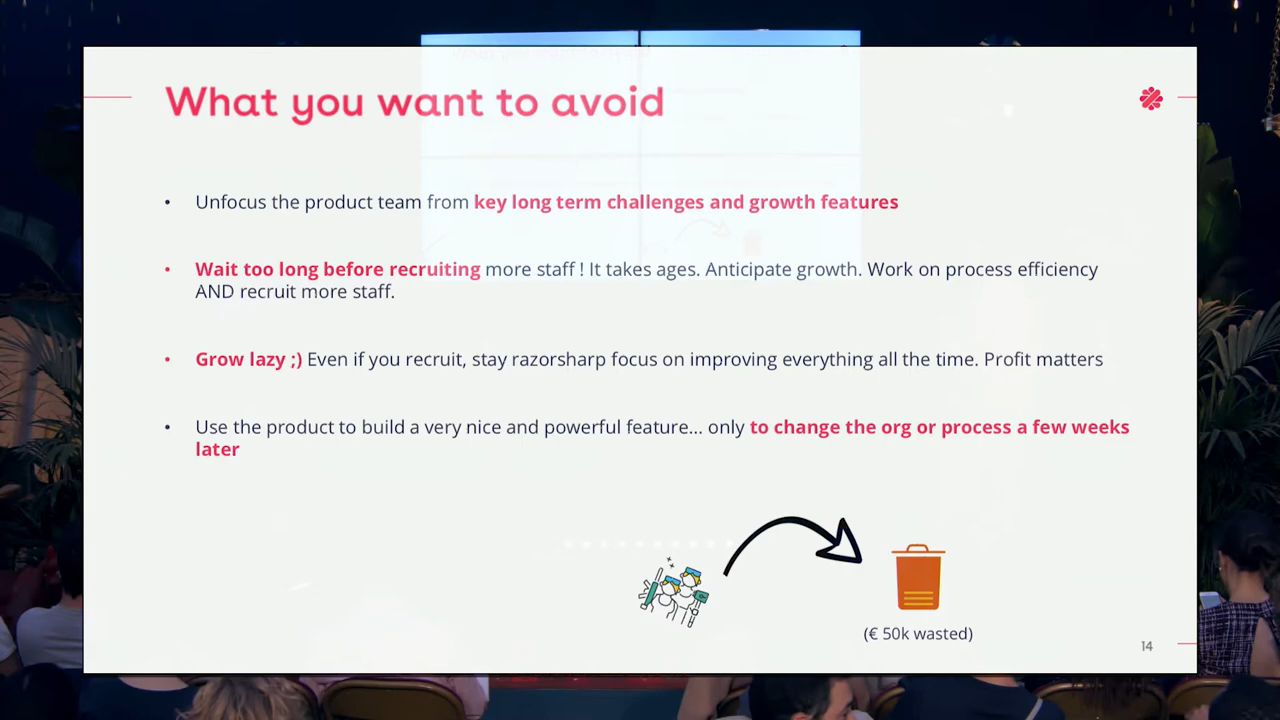 What you want to avoid
• Unfocus the product team from key long term challenges and growth features
• Wait too long before recruiting more staff ! It takes ages. Anticipate growth. Work on process efficiency
AND recruit more staff.
• Grow lazy ;) Even if you recruit, stay razorsharp focus on improving everything all the time. Profit matters
• Use the product to build a very nice and powerful feature... only to change the org or process a few weeks
later
(€ 50k wasted)
14